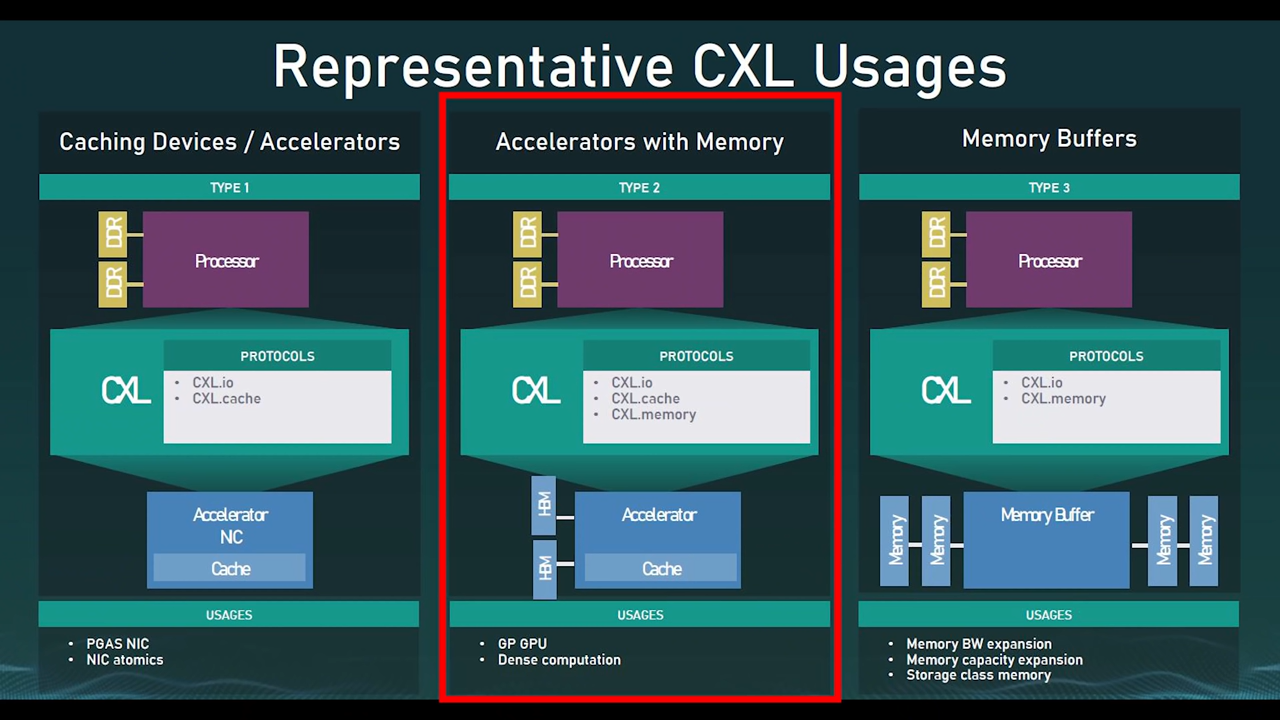 Representative CXL Usages
Caching Devices / Accelerators
TYPE 1
DDR
DDR
Processor
CXL
PROTOCOLS
• CXL.io
• CXL.cache
Accelerator
NC
Cache
USAGES
• PGAS NIC
• NIC atomics
Accelerators with Memory
TYPE 2
DDR
DDR
Processor
CXL
PROTOCOLS
• CXL.io
• CXL.cache
• CXL.memory
HBM
HBM
Accelerator
Cache
USAGES
• GP GPU
• Dense computation
Memory Buffers
TYPE 3
DDR
DDR
Processor
CXL
PROTOCOLS
• CXL.io
• CXL.memory
Memory
Memory
Memory Buffer
Memory
Memory
USAGES
• Memory BW expansion
• Memory capacity expansion
• Storage class memory